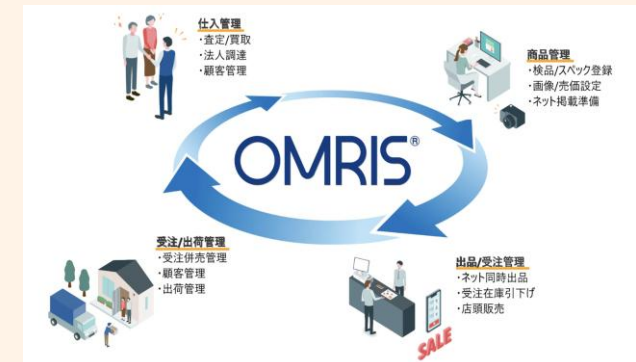 仕入管理
・査定/買取
・法人調達
・顧客管理
商品管理
・検品/スペック登録
・画像/売価設定
・ネット掲載準備
OMRIS®
受注/出荷管理
・受注併売管理
・顧客管理
・出荷管理
出品/受注管理
・ネット同時出品
・受注在庫引下げ
・店頭販売
SALE